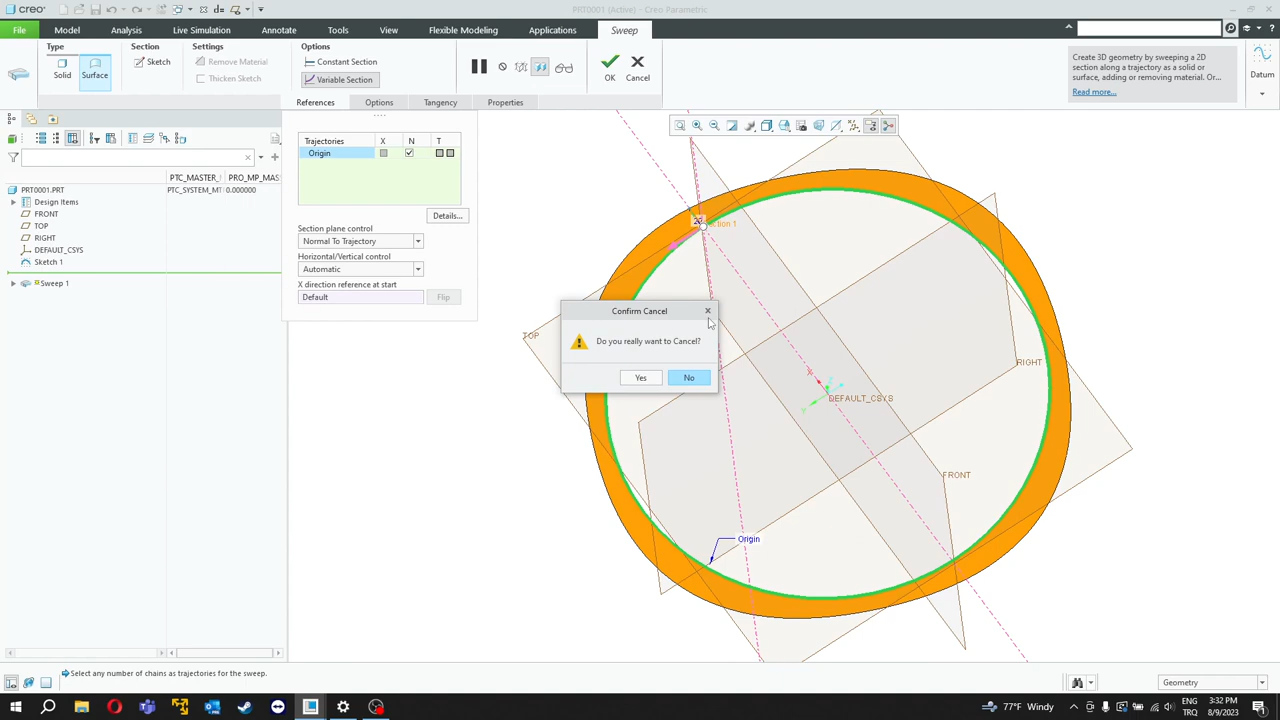 creo
PRT0001 (Active) - Creo Parametric
File Model Analysis Live Simulation Annotate Tools View Flexible Modeling Applications Sweep
Type Section Settings Options
Solid Surface
Sketch
Remove Material
Thicken Sketch
Constant Section
Variable Section
OK Cancel
Create 3D geometry by sweeping a 2D
section along a trajectory as a solid or
surface, adding or removing material. Or...
Read more...
Datum
References Options Tangency Properties
Trajectories X N T
Origin
Details...
Section plane control
Normal To Trajectory
Horizontal/Vertical control
Automatic
X direction reference at start
Default Flip
PTC_MASTER_ PRO_MP_MAS
PRT0001.PRT PTC_SYSTEM_MT 0.000000
Design Items
FRONT
TOP
RIGHT
DEFAULT_CSYS
Sketch 1
Sweep 1
Section 1
TOP
RIGHT
X
Z
Y
DEFAULT_CSYS
FRONT
Origin
Confirm Cancel
Do you really want to Cancel?
Yes No
Select any number of chains as trajectories for the sweep.
Geometry
77°F Windy
ENG
TRQ
3:32 PM
8/9/2023